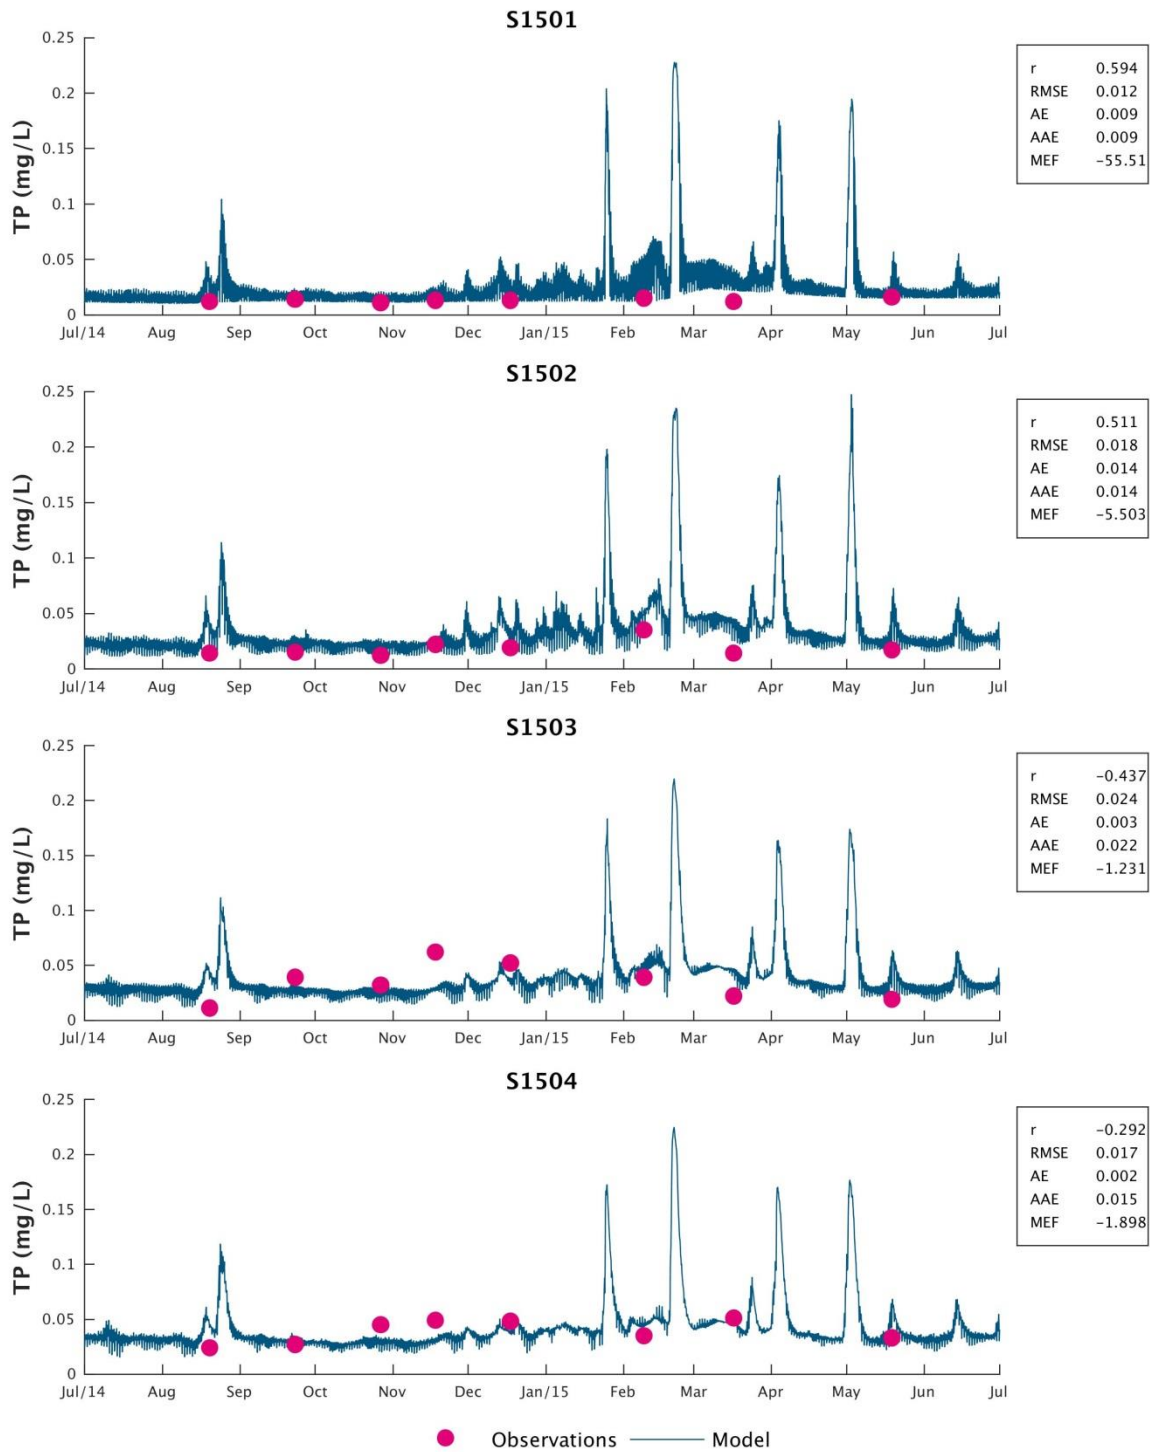 S1501
TP (mg/L)
0.25
0.2
0.15
0.1
0.05
0
Jul/14 Aug Sep Oct Nov Dec Jan/15 Feb Mar Apr May Jun Jul
r 0.594
RMSE 0.012
AE 0.009
AAE 0.009
MEF −55.51
S1502
TP (mg/L)
0.25
0.2
0.15
0.1
0.05
0
Jul/14 Aug Sep Oct Nov Dec Jan/15 Feb Mar Apr May Jun Jul
r 0.511
RMSE 0.018
AE 0.014
AAE 0.014
MEF −5.503
S1503
TP (mg/L)
0.25
0.2
0.15
0.1
0.05
0
Jul/14 Aug Sep Oct Nov Dec Jan/15 Feb Mar Apr May Jun Jul
r −0.437
RMSE 0.024
AE 0.003
AAE 0.022
MEF −1.231
S1504
TP (mg/L)
0.25
0.2
0.15
0.1
0.05
0
Jul/14 Aug Sep Oct Nov Dec Jan/15 Feb Mar Apr May Jun Jul
r −0.292
RMSE 0.017
AE 0.002
AAE 0.015
MEF −1.898
Observations Model